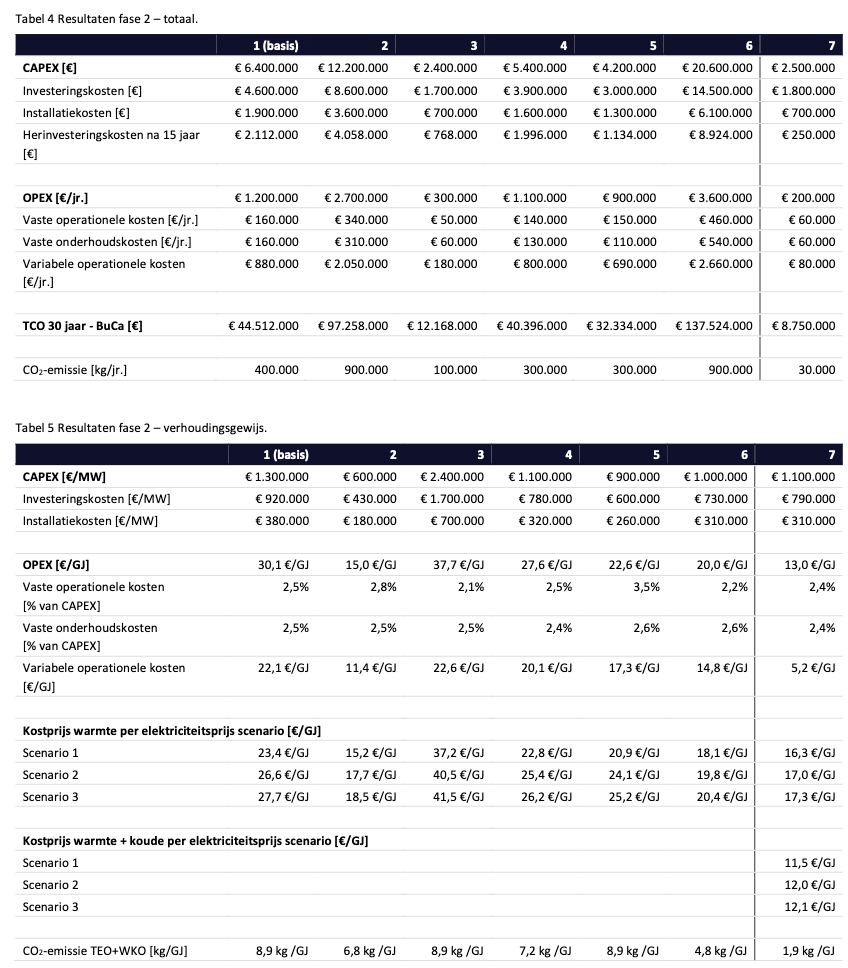 Tabel 4 Resultaten fase 2 – totaal.
1 (basis) 2 3 4 5 6 7
CAPEX [€] € 6.400.000 € 12.200.000 € 2.400.000 € 5.400.000 € 4.200.000 € 20.600.000 € 2.500.000
Investeringskosten [€] € 4.600.000 € 8.600.000 € 1.700.000 € 3.900.000 € 3.000.000 € 14.500.000 € 1.800.000
Installatiekosten [€] € 1.900.000 € 3.600.000 € 700.000 € 1.600.000 € 1.300.000 € 6.100.000 € 700.000
Herinvesteringskosten na 15 jaar € 2.112.000 € 4.058.000 € 768.000 € 1.996.000 € 1.134.000 € 8.924.000 € 250.000
[€]
OPEX [€/jr.] € 1.200.000 € 2.700.000 € 300.000 € 1.100.000 € 900.000 € 3.600.000 € 200.000
Vaste operationele kosten [€/jr.] € 160.000 € 340.000 € 50.000 € 140.000 € 150.000 € 460.000 € 60.000
Vaste onderhoudskosten [€/jr.] € 160.000 € 310.000 € 60.000 € 130.000 € 110.000 € 540.000 € 60.000
Variabele operationele kosten € 880.000 € 2.050.000 € 180.000 € 800.000 € 690.000 € 2.660.000 € 80.000
[€/jr.]
TCO 30 jaar - BuCa [€] € 44.512.000 € 97.258.000 € 12.168.000 € 40.396.000 € 32.334.000 € 137.524.000 € 8.750.000
CO₂-emissie [kg/jr.] 400.000 900.000 100.000 300.000 300.000 900.000 30.000
Tabel 5 Resultaten fase 2 – verhoudingsgewijs.
1 (basis) 2 3 4 5 6 7
CAPEX [€/MW] € 1.300.000 € 600.000 € 2.400.000 € 1.100.000 € 900.000 € 1.000.000 € 1.100.000
Investeringskosten [€/MW] € 920.000 € 430.000 € 1.700.000 € 780.000 € 600.000 € 730.000 € 790.000
Installatiekosten [€/MW] € 380.000 € 180.000 € 700.000 € 320.000 € 260.000 € 310.000 € 310.000
OPEX [€/GJ] 30,1 €/GJ 15,0 €/GJ 37,7 €/GJ 27,6 €/GJ 22,6 €/GJ 20,0 €/GJ 13,0 €/GJ
Vaste operationele kosten 2,5% 2,8% 2,1% 2,5% 3,5% 2,2% 2,4%
[% van CAPEX]
Vaste onderhoudskosten 2,5% 2,5% 2,5% 2,4% 2,6% 2,6% 2,4%
[% van CAPEX]
Variabele operationele kosten 22,1 €/GJ 11,4 €/GJ 22,6 €/GJ 20,1 €/GJ 17,3 €/GJ 14,8 €/GJ 5,2 €/GJ
[€/GJ]
Kostprijs warmte per elektriciteitsprijs scenario [€/GJ]
Scenario 1 23,4 €/GJ 15,2 €/GJ 37,2 €/GJ 22,8 €/GJ 20,9 €/GJ 18,1 €/GJ 16,3 €/GJ
Scenario 2 26,6 €/GJ 17,7 €/GJ 40,5 €/GJ 25,4 €/GJ 24,1 €/GJ 19,8 €/GJ 17,0 €/GJ
Scenario 3 27,7 €/GJ 18,5 €/GJ 41,5 €/GJ 26,2 €/GJ 25,2 €/GJ 20,4 €/GJ 17,3 €/GJ
Kostprijs warmte + koude per elektriciteitsprijs scenario [€/GJ]
Scenario 1 11,5 €/GJ
Scenario 2 12,0 €/GJ
Scenario 3 12,1 €/GJ
CO₂-emissie TEO+WKO [kg/GJ] 8,9 kg /GJ 6,8 kg /GJ 8,9 kg /GJ 7,2 kg /GJ 8,9 kg /GJ 4,8 kg /GJ 1,9 kg /GJ